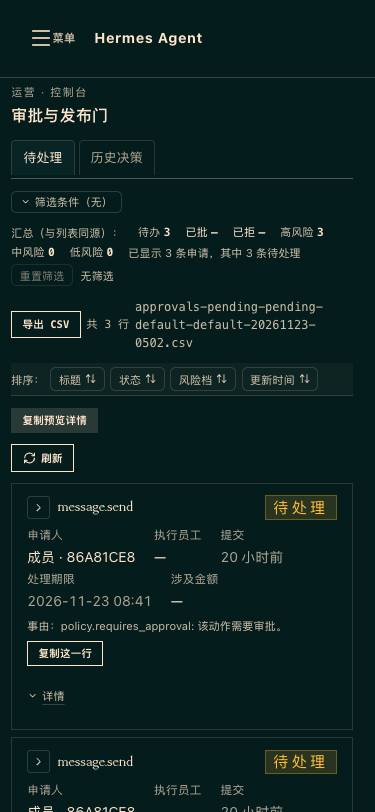 菜单 Hermes Agent
运营 · 控制台
审批与发布门
待处理 历史决策
筛选条件（无）
汇总（与列表同源）： 待办 3 已批 — 已拒 — 高风险 3
中风险 0 低风险 0 已显示 3 条申请，其中 3 条待处理
重置筛选 无筛选
导出 CSV 共 3 行 approvals-pending-pending-
default-default-20261123-
0502.csv
排序： 标题 ⇅ 状态 ⇅ 风险档 ⇅ 更新时间 ⇅
复制预览详情
刷新
message.send 待处理
申请人 执行员工 提交
成员 · 86A81CE8 — 20 小时前
处理期限 涉及金额
2026-11-23 08:41 —
事由：policy.requires_approval: 该动作需要审批。
复制这一行
详情
message.send 待处理
申请人 执行员工 提交
成员 · 86A81CE8 — 20 小时前